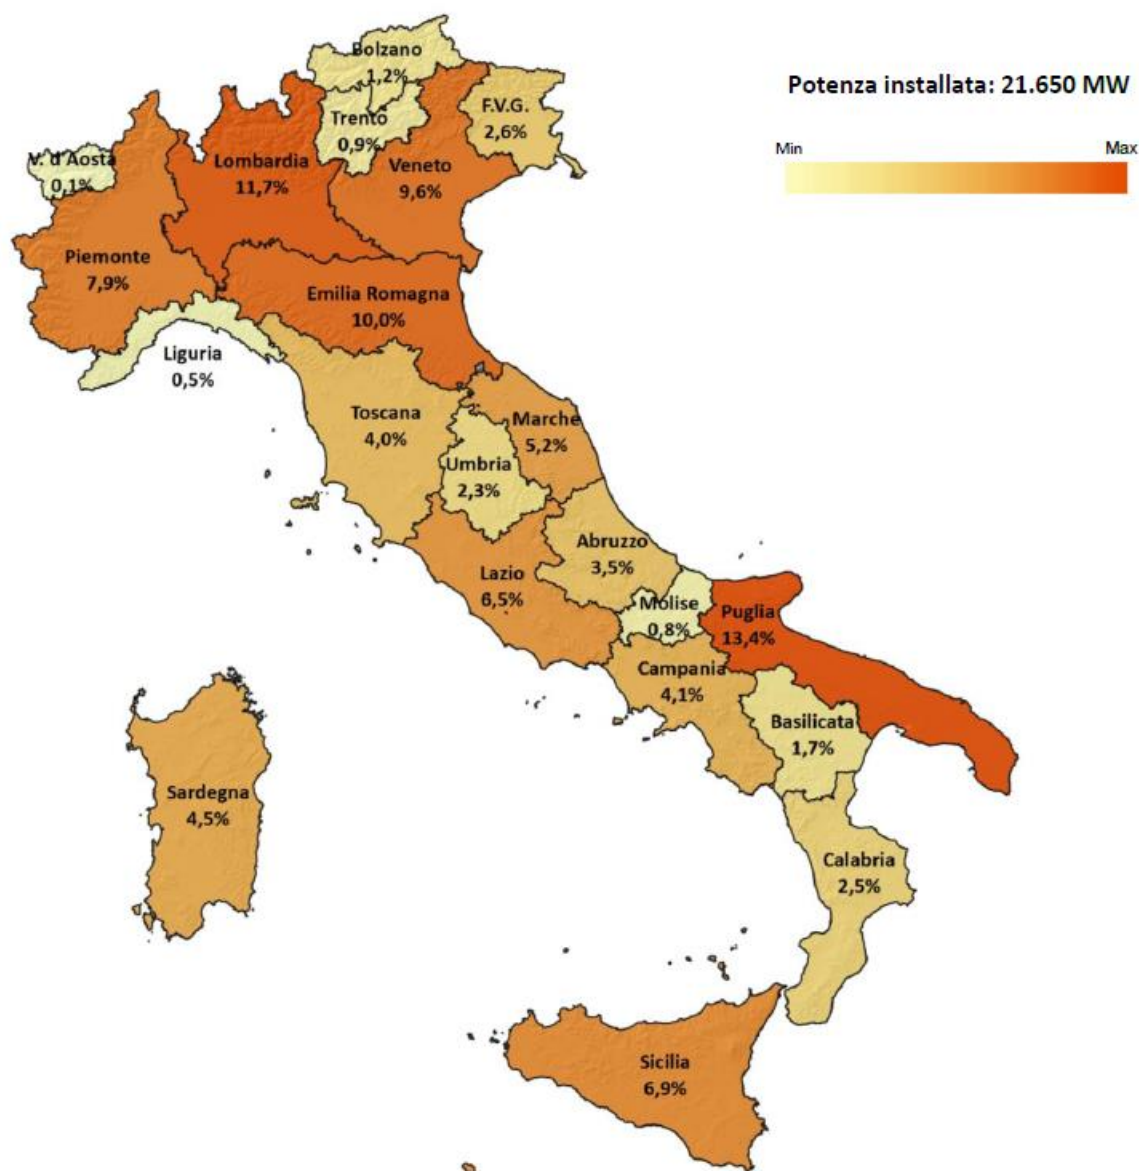 Potenza installata: 21.650 MW
Min
Max
Bolzano
1,2%
Trento
0,9%
F.V.G.
2,6%
V. d'Aosta
0,1%
Lombardia
11,7%
Veneto
9,6%
Piemonte
7,9%
Emilia Romagna
10,0%
Liguria
0,5%
Toscana
4,0%
Marche
5,2%
Umbria
2,3%
Abruzzo
3,5%
Lazio
6,5%
Molise
0,8%
Puglia
13,4%
Campania
4,1%
Basilicata
1,7%
Sardegna
4,5%
Calabria
2,5%
Sicilia
6,9%